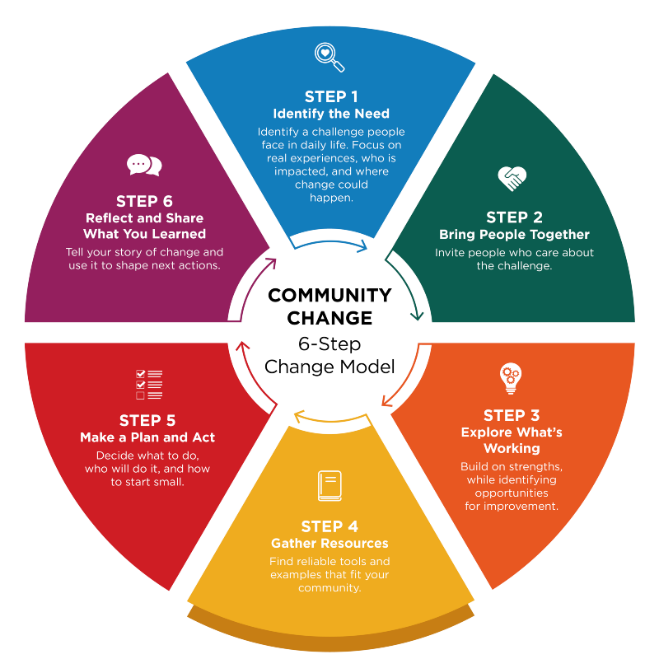 STEP 1
Identify the Need
Identify a challenge people
face in daily life. Focus on
real experiences, who is
impacted, and where
change could
happen.
STEP 2
Bring People Together
Invite people who care about
the challenge.
STEP 3
Explore What's
Working
Build on strengths,
while identifying
opportunities
for improvement.
STEP 4
Gather Resources
Find reliable tools and
examples that fit your
community.
STEP 5
Make a Plan and Act
Decide what to do,
who will do it, and how
to start small.
STEP 6
Reflect and Share
What You Learned
Tell your story of change and
use it to shape next actions.
COMMUNITY
CHANGE
6-Step
Change Model